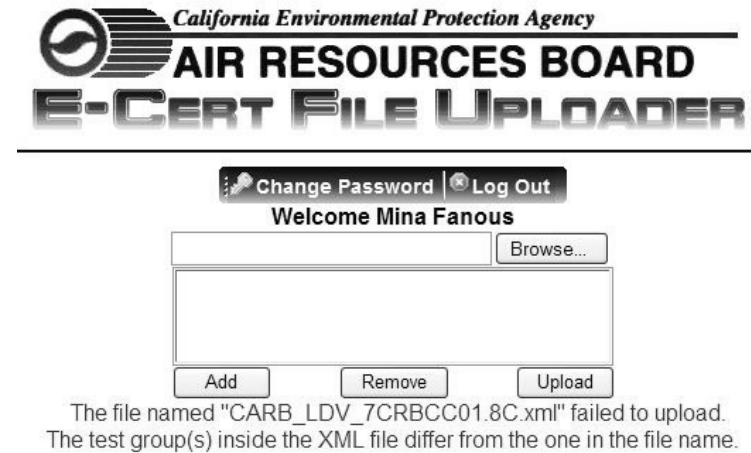 California Environmental Protection Agency
AIR RESOURCES BOARD
E-CERT FILE UPLOADER
Change Password Log Out
Welcome Mina Fanous
Browse...
Add Remove Upload
The file named "CARB_LDV_7CRBCC01.8C.xml" failed to upload.
The test group(s) inside the XML file differ from the one in the file name.